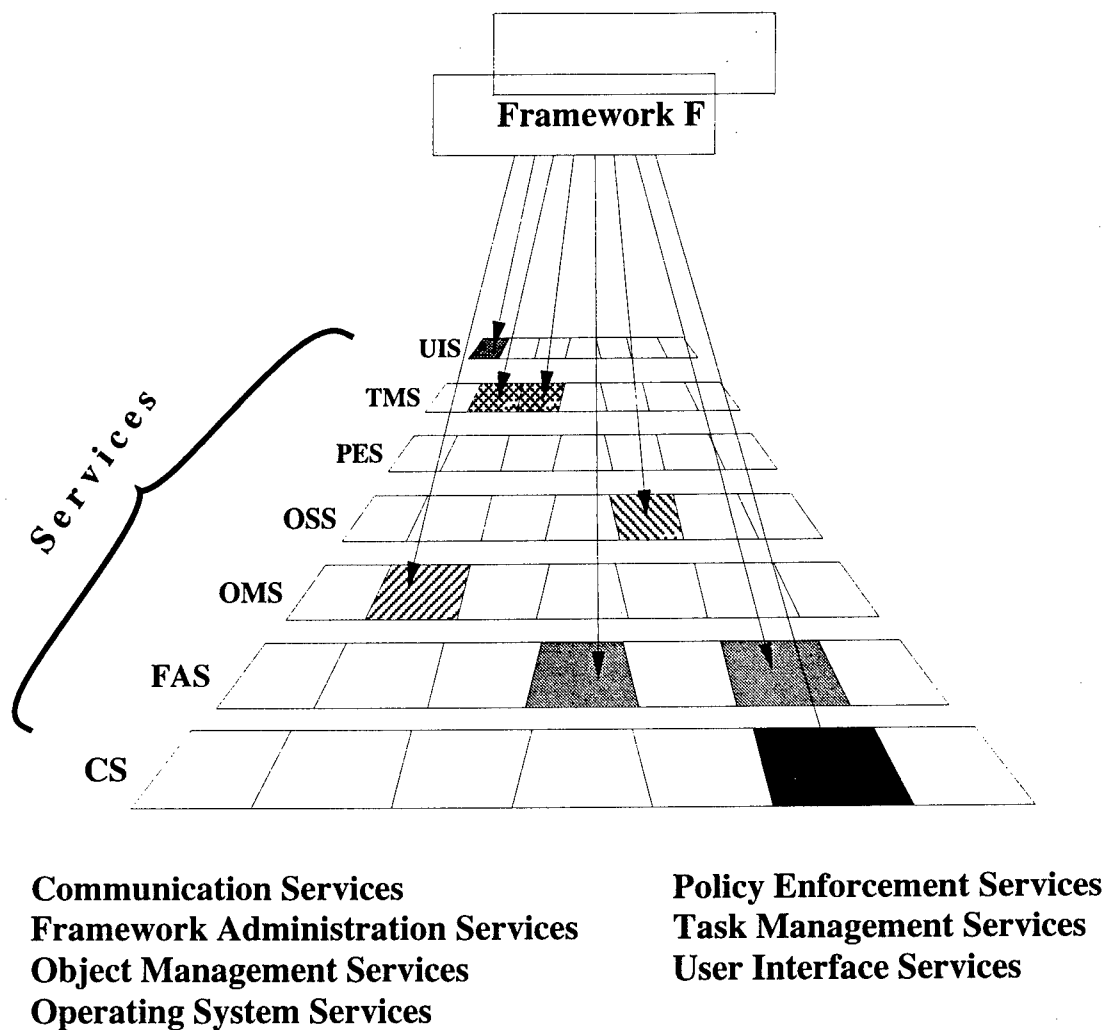 Framework F
UIS
TMS
PES
OSS
OMS
FAS
CS
Services
Communication Services
Framework Administration Services
Object Management Services
Operating System Services
Policy Enforcement Services
Task Management Services
User Interface Services